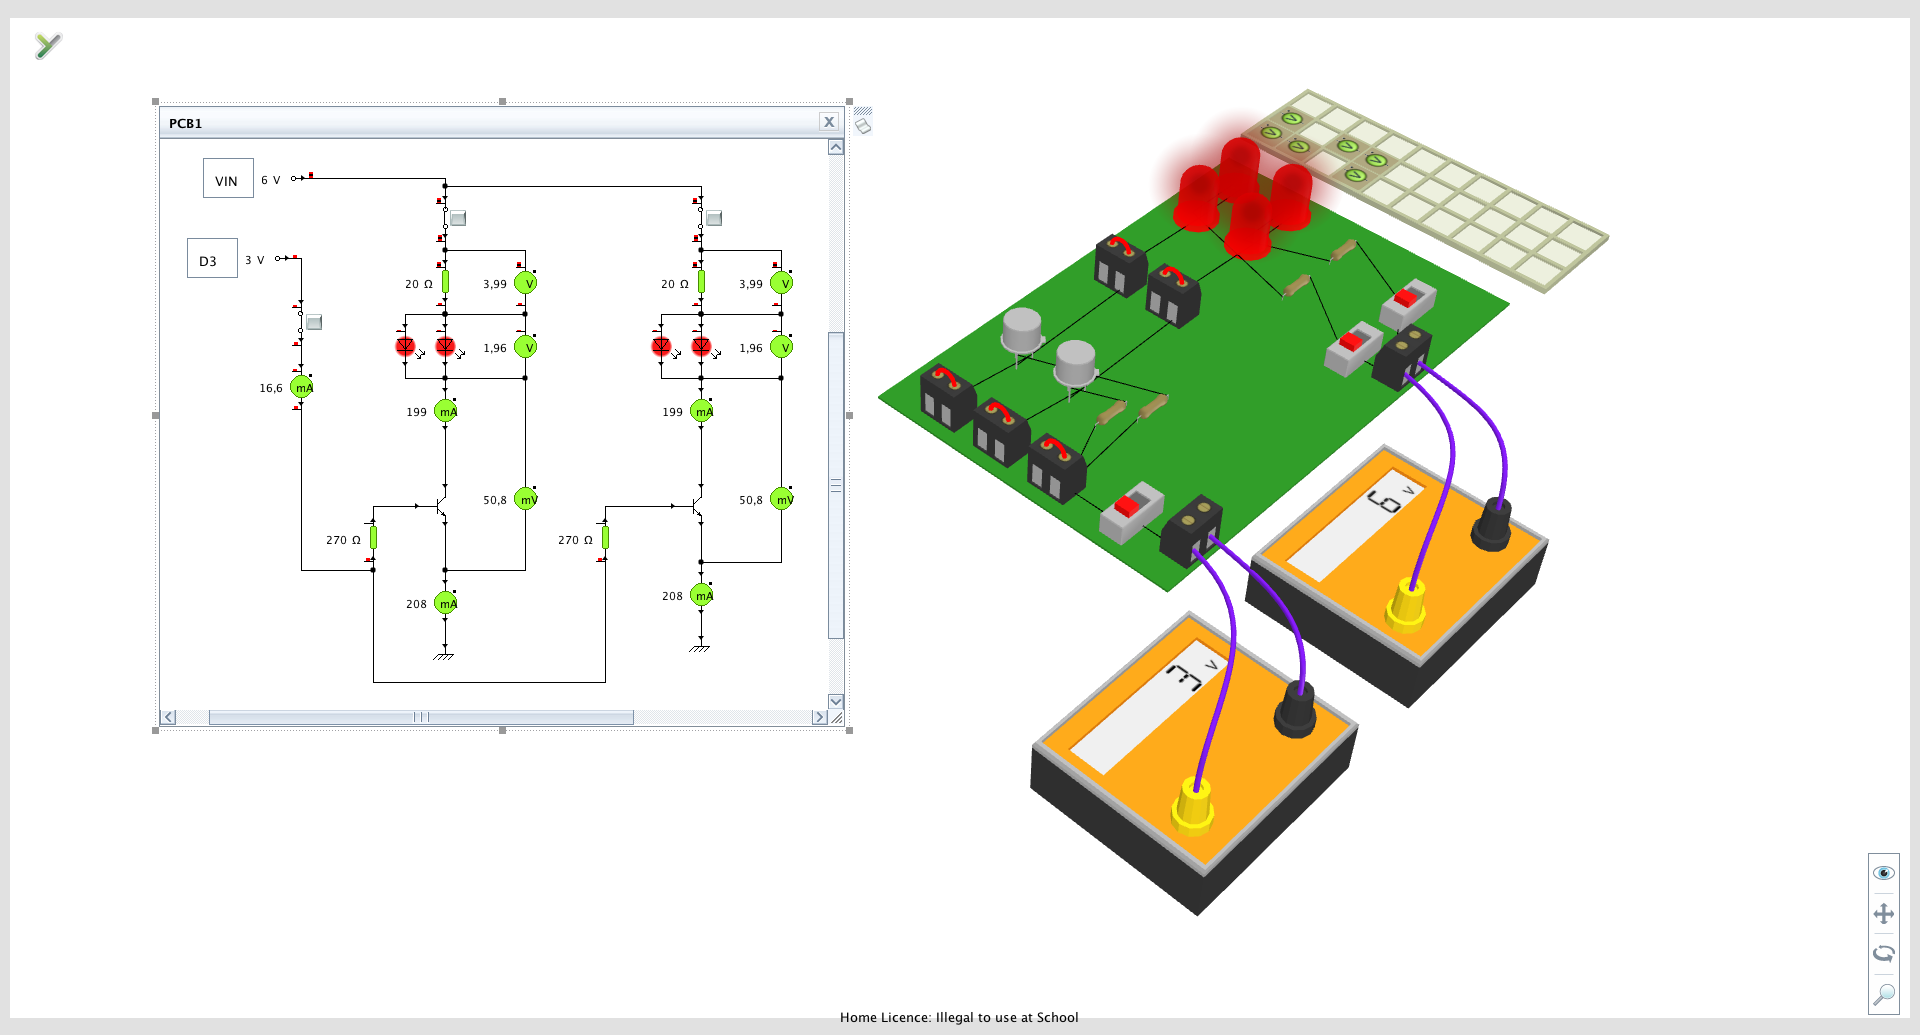 PCB1
X
VIN 6 V
D3 3 V
20 Ω 3,99 V 20 Ω 3,99 V
1,96 V 1,96 V
16,6 mA
199 mA 199 mA
50,8 mV 50,8 mV
270 Ω 270 Ω
208 mA 208 mA
V V V V V V
6 V
3 V
Home Licence: Illegal to use at School